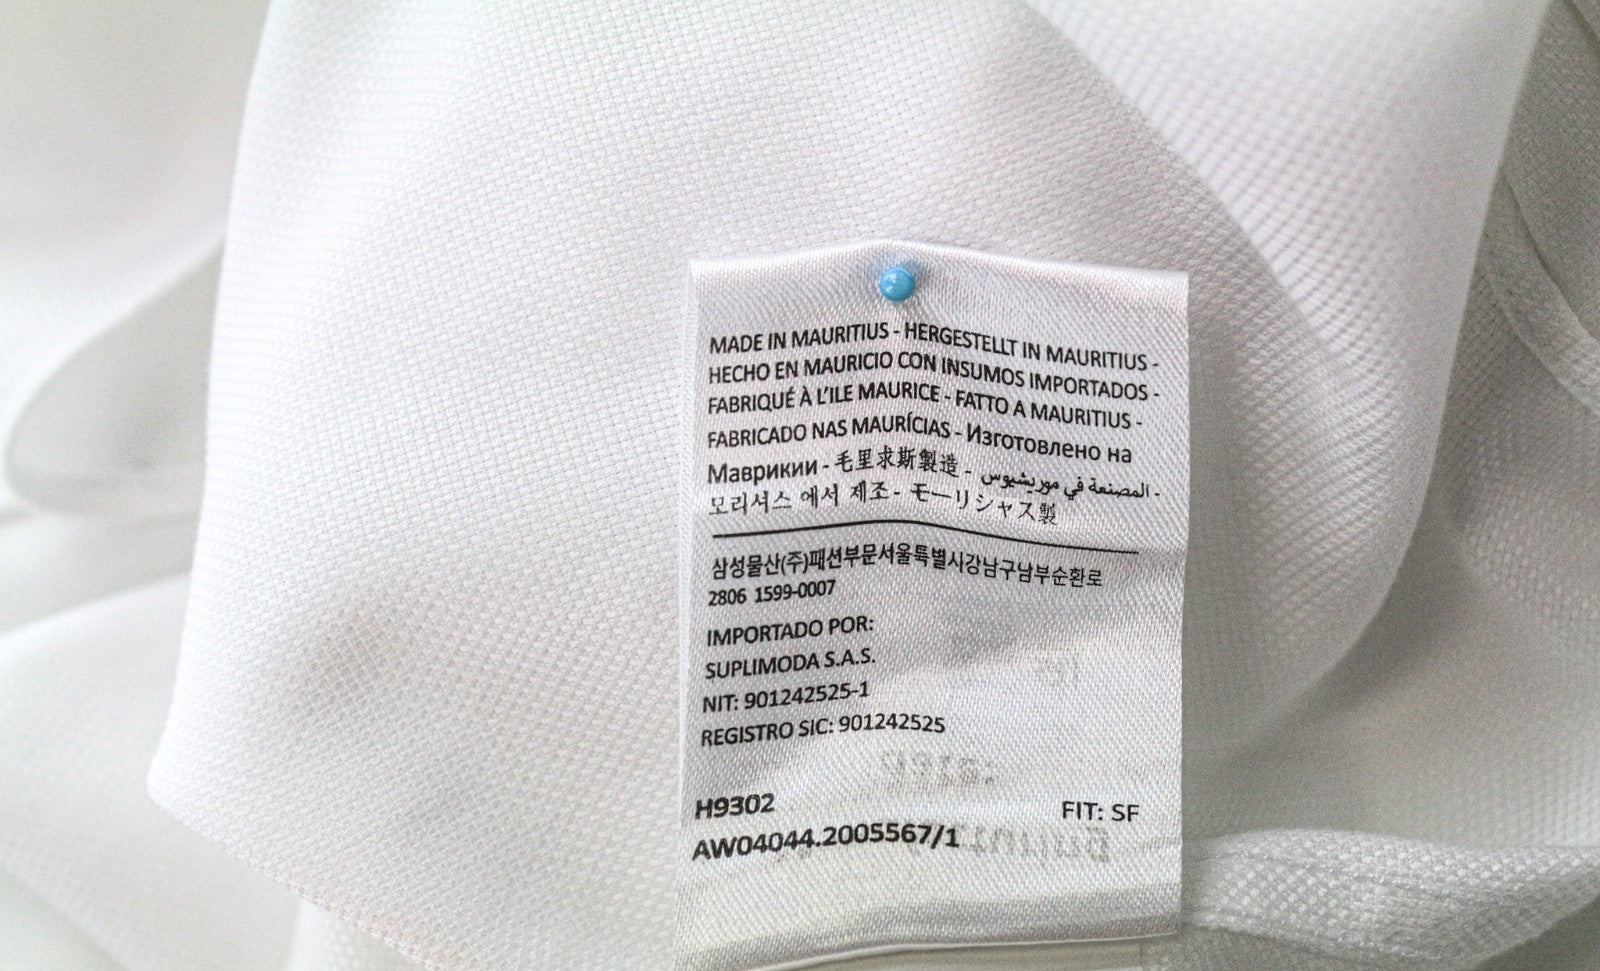 MADE IN MAURITIUS - HERGESTELLT IN MAURITIUS -
HECHO EN MAURICIO CON INSUMOS IMPORTADOS -
FABRIQUÉ À L'ILE MAURICE - FATTO A MAURITIUS -
FABRICADO NAS MAURÍCIAS - Изготовлено на
Маврикии - 毛里求斯製造 - المصنعة في موريشيوس -
모리셔스 에서 제조 - モーリシャス製
삼성물산(주)패션부문서울특별시강남구남부순환로
2806 1599-0007
IMPORTADO POR:
SUPLIMODA S.A.S.
NIT: 901242525-1
REGISTRO SIC: 901242525
H9302 FIT: SF
AW04044.2005567/1